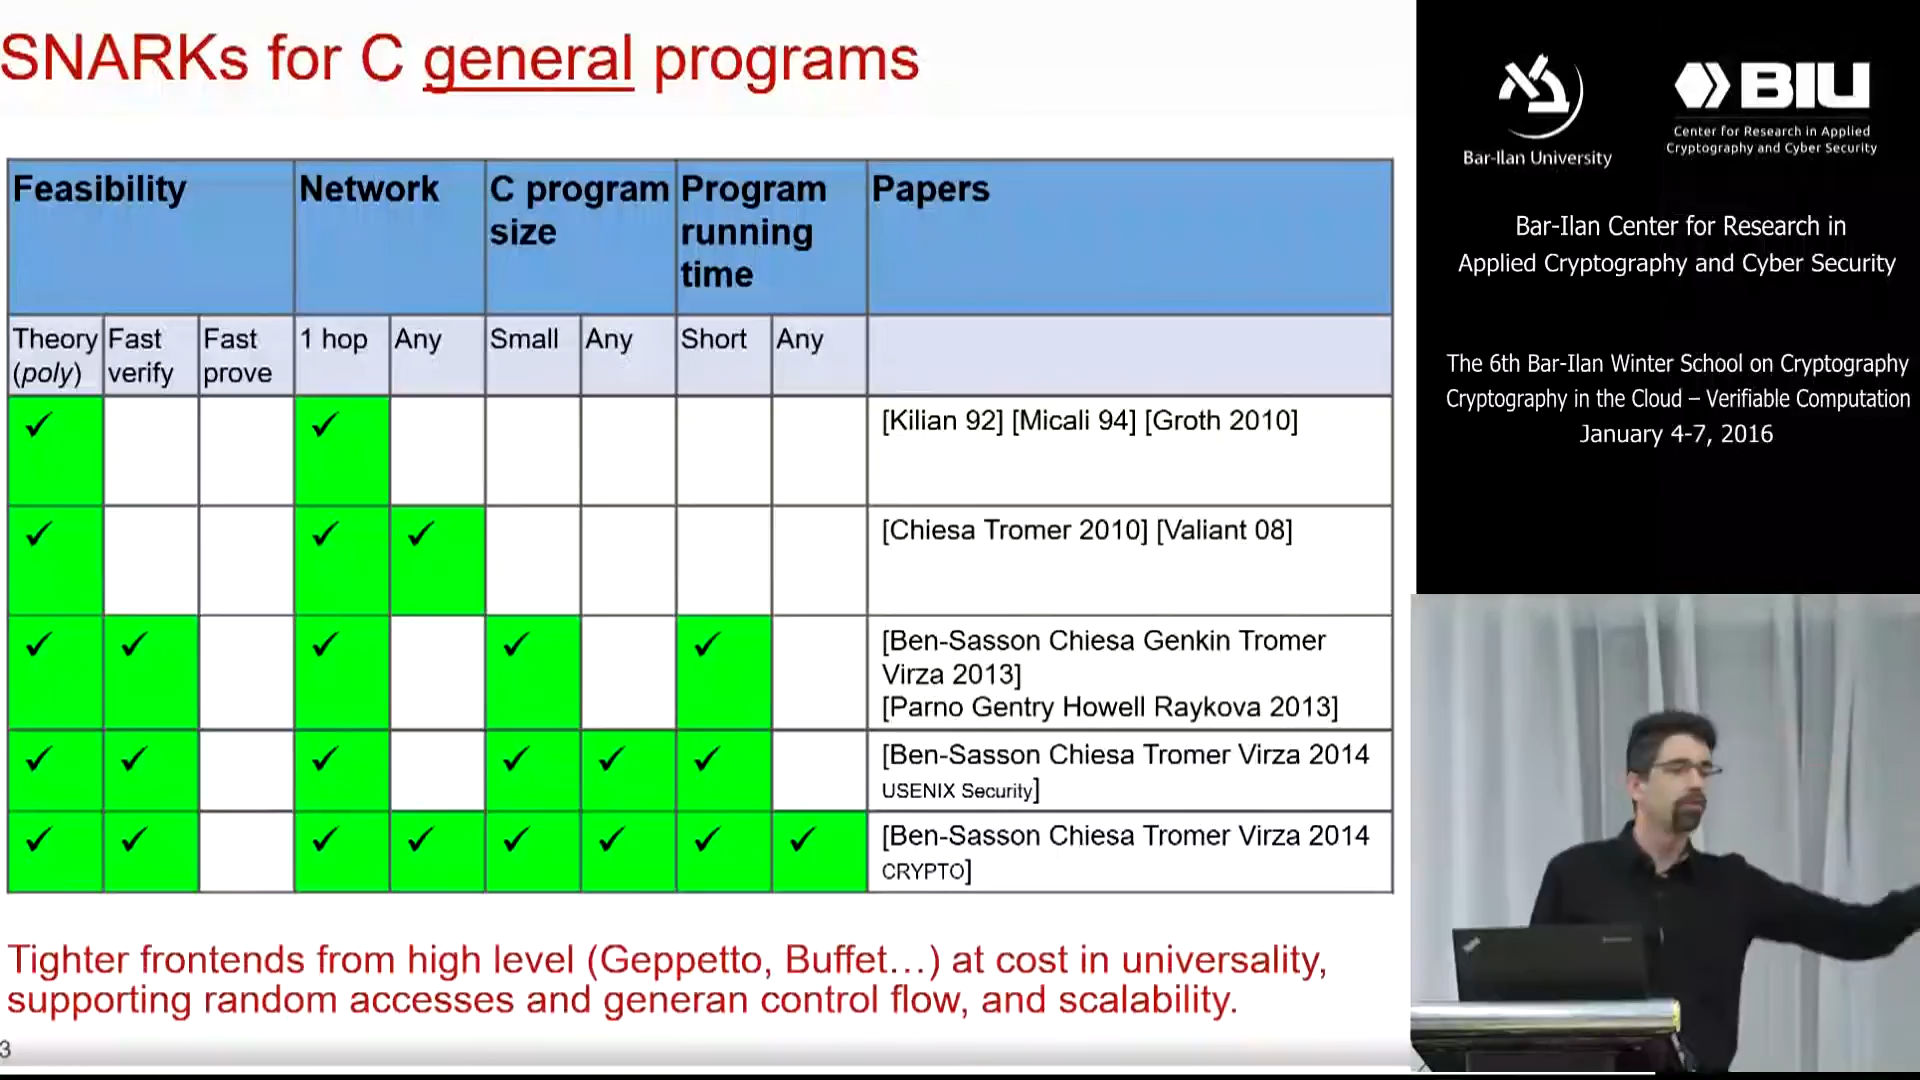 SNARKs for C general programs
Feasibility Network C program size Program running time Papers
Theory (poly) Fast verify Fast prove 1 hop Any Small Any Short Any
✓ ✓ [Kilian 92] [Micali 94] [Groth 2010]
✓ ✓ ✓ [Chiesa Tromer 2010] [Valiant 08]
✓ ✓ ✓ ✓ ✓ [Ben-Sasson Chiesa Genkin Tromer
Virza 2013]
[Parno Gentry Howell Raykova 2013]
✓ ✓ ✓ ✓ ✓ ✓ [Ben-Sasson Chiesa Tromer Virza 2014
USENIX Security]
✓ ✓ ✓ ✓ ✓ ✓ ✓ ✓ [Ben-Sasson Chiesa Tromer Virza 2014
CRYPTO]
Tighter frontends from high level (Geppetto, Buffet…) at cost in universality,
supporting random accesses and generan control flow, and scalability.
3
Bar-Ilan University
BIU
Center for Research in Applied
Cryptography and Cyber Security
Bar-Ilan Center for Research in
Applied Cryptography and Cyber Security
The 6th Bar-Ilan Winter School on Cryptography
Cryptography in the Cloud – Verifiable Computation
January 4-7, 2016